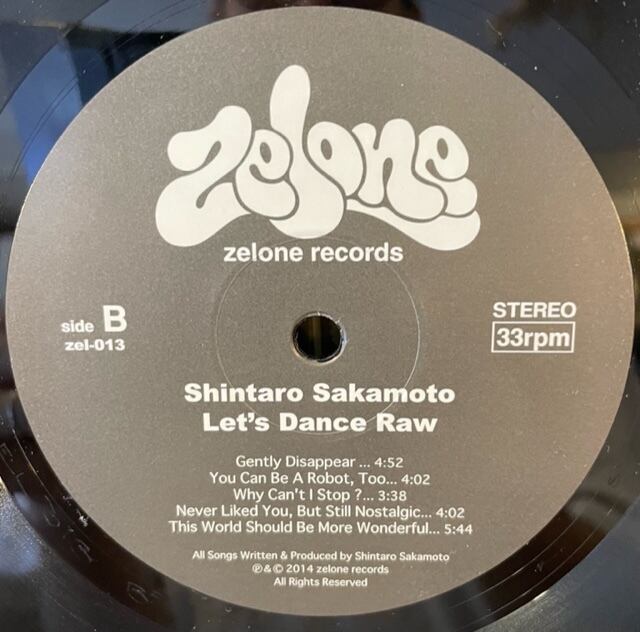 zelone
zelone records
side B
zel-013
STEREO
33rpm
Shintaro Sakamoto
Let's Dance Raw
Gently Disappear ... 4:52
You Can Be A Robot, Too... 4:02
Why Can't I Stop ?... 3:38
Never Liked You, But Still Nostalgic... 4:02
This World Should Be More Wonderful... 5:44
All Songs Written & Produced by Shintaro Sakamoto
℗ & © 2014 zelone records
All Rights Reserved